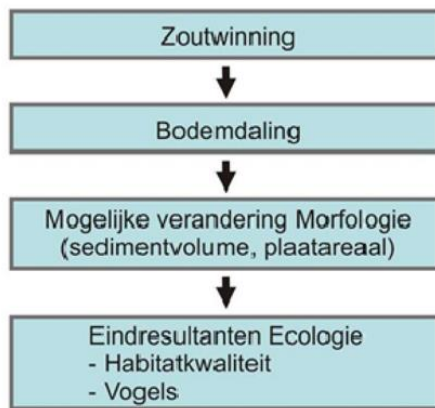 Zoutwinning
Bodemdaling
Mogelijke verandering Morfologie
(sedimentvolume, plaatareaal)
Eindresultanten Ecologie
- Habitatkwaliteit
- Vogels